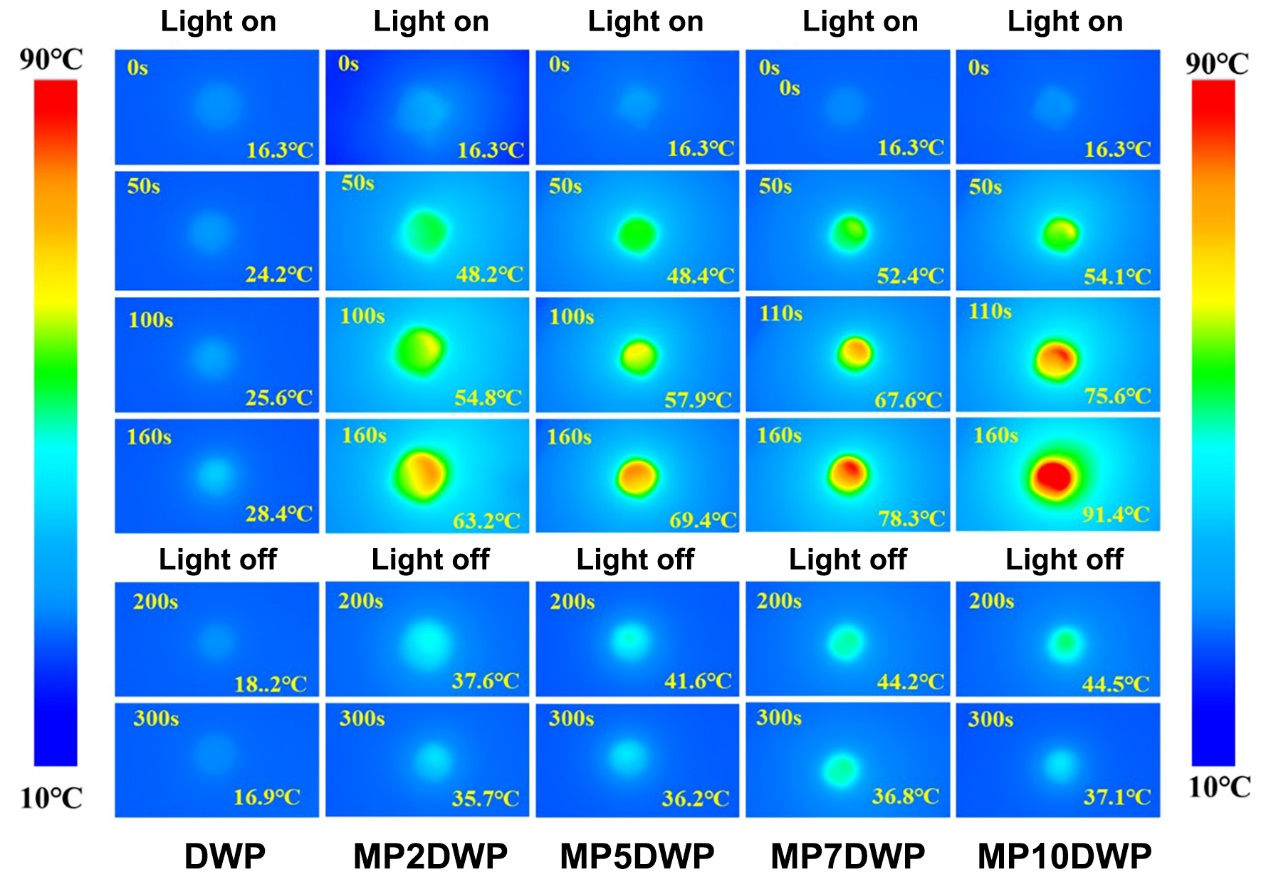 Light on Light on Light on Light on Light on
90℃ 90℃
0s 0s 0s 0s 0s
0s
16.3℃ 16.3℃ 16.3℃ 16.3℃ 16.3℃
50s 50s 50s 50s 50s
24.2℃ 48.2℃ 48.4℃ 52.4℃ 54.1℃
100s 100s 100s 110s 110s
25.6℃ 54.8℃ 57.9℃ 67.6℃ 75.6℃
160s 160s 160s 160s 160s
28.4℃ 63.2℃ 69.4℃ 78.3℃ 91.4℃
Light off Light off Light off Light off Light off
200s 200s 200s 200s 200s
18..2℃ 37.6℃ 41.6℃ 44.2℃ 44.5℃
300s 300s 300s 300s 300s
10℃ 16.9℃ 35.7℃ 36.2℃ 36.8℃ 37.1℃ 10℃
DWP MP2DWP MP5DWP MP7DWP MP10DWP